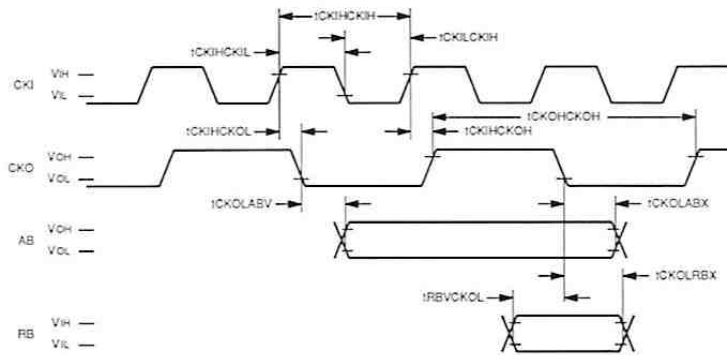 tCKIHCKIH
tCKIHCKIL
tCKILCKIH
CKI VIH
VIL
tCKOHCKOH
tCKIHCKOL
tCKIHCKOH
CKO VOH
VOL
tCKOLABV
tCKOLABX
AB VOH
VOL
tCKOLRBX
tRBVCKOL
RB VIH
VIL